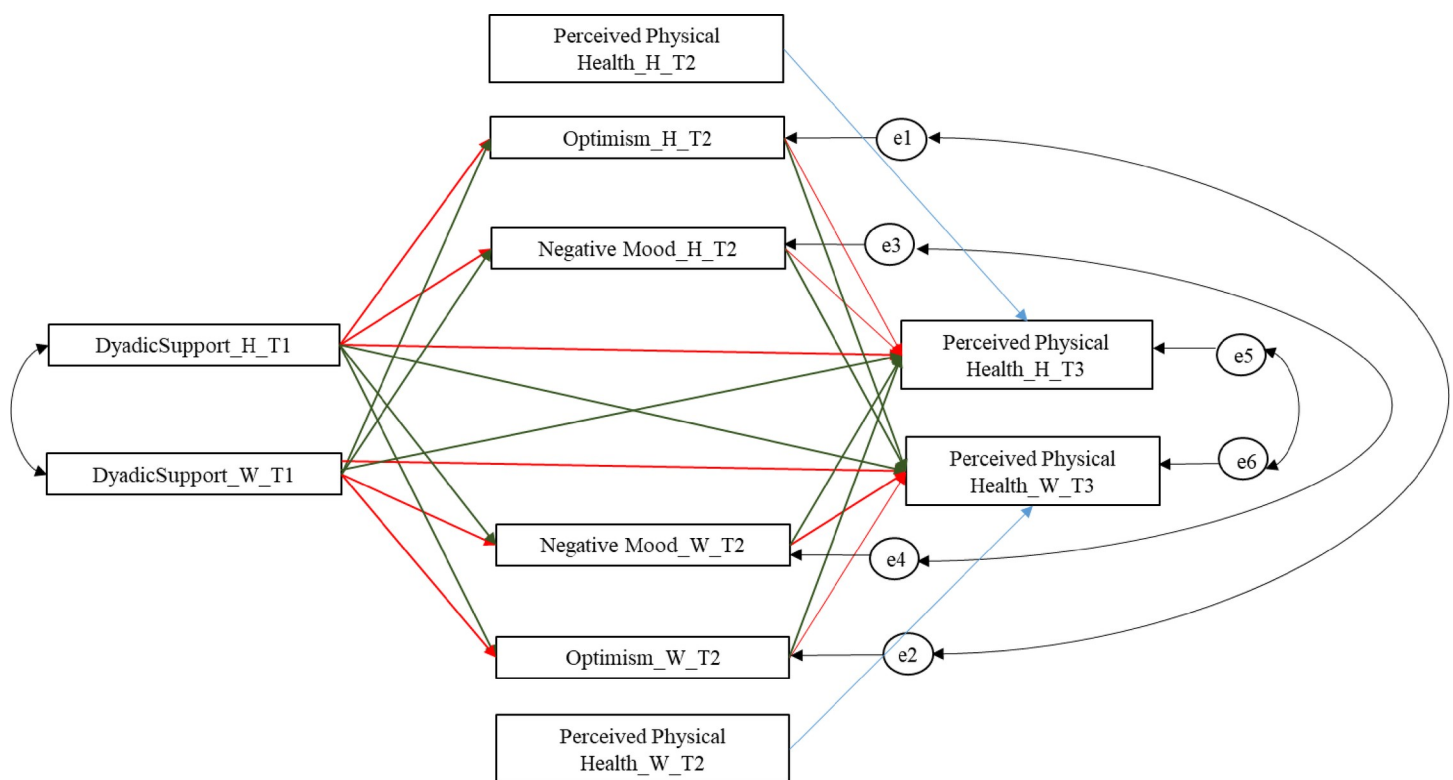 Perceived Physical
Health_H_T2
Optimism_H_T2
e1
Negative Mood_H_T2
e3
DyadicSupport_H_T1
Perceived Physical
Health_H_T3
e5
DyadicSupport_W_T1
Perceived Physical
Health_W_T3
e6
Negative Mood_W_T2
e4
Optimism_W_T2
e2
Perceived Physical
Health_W_T2